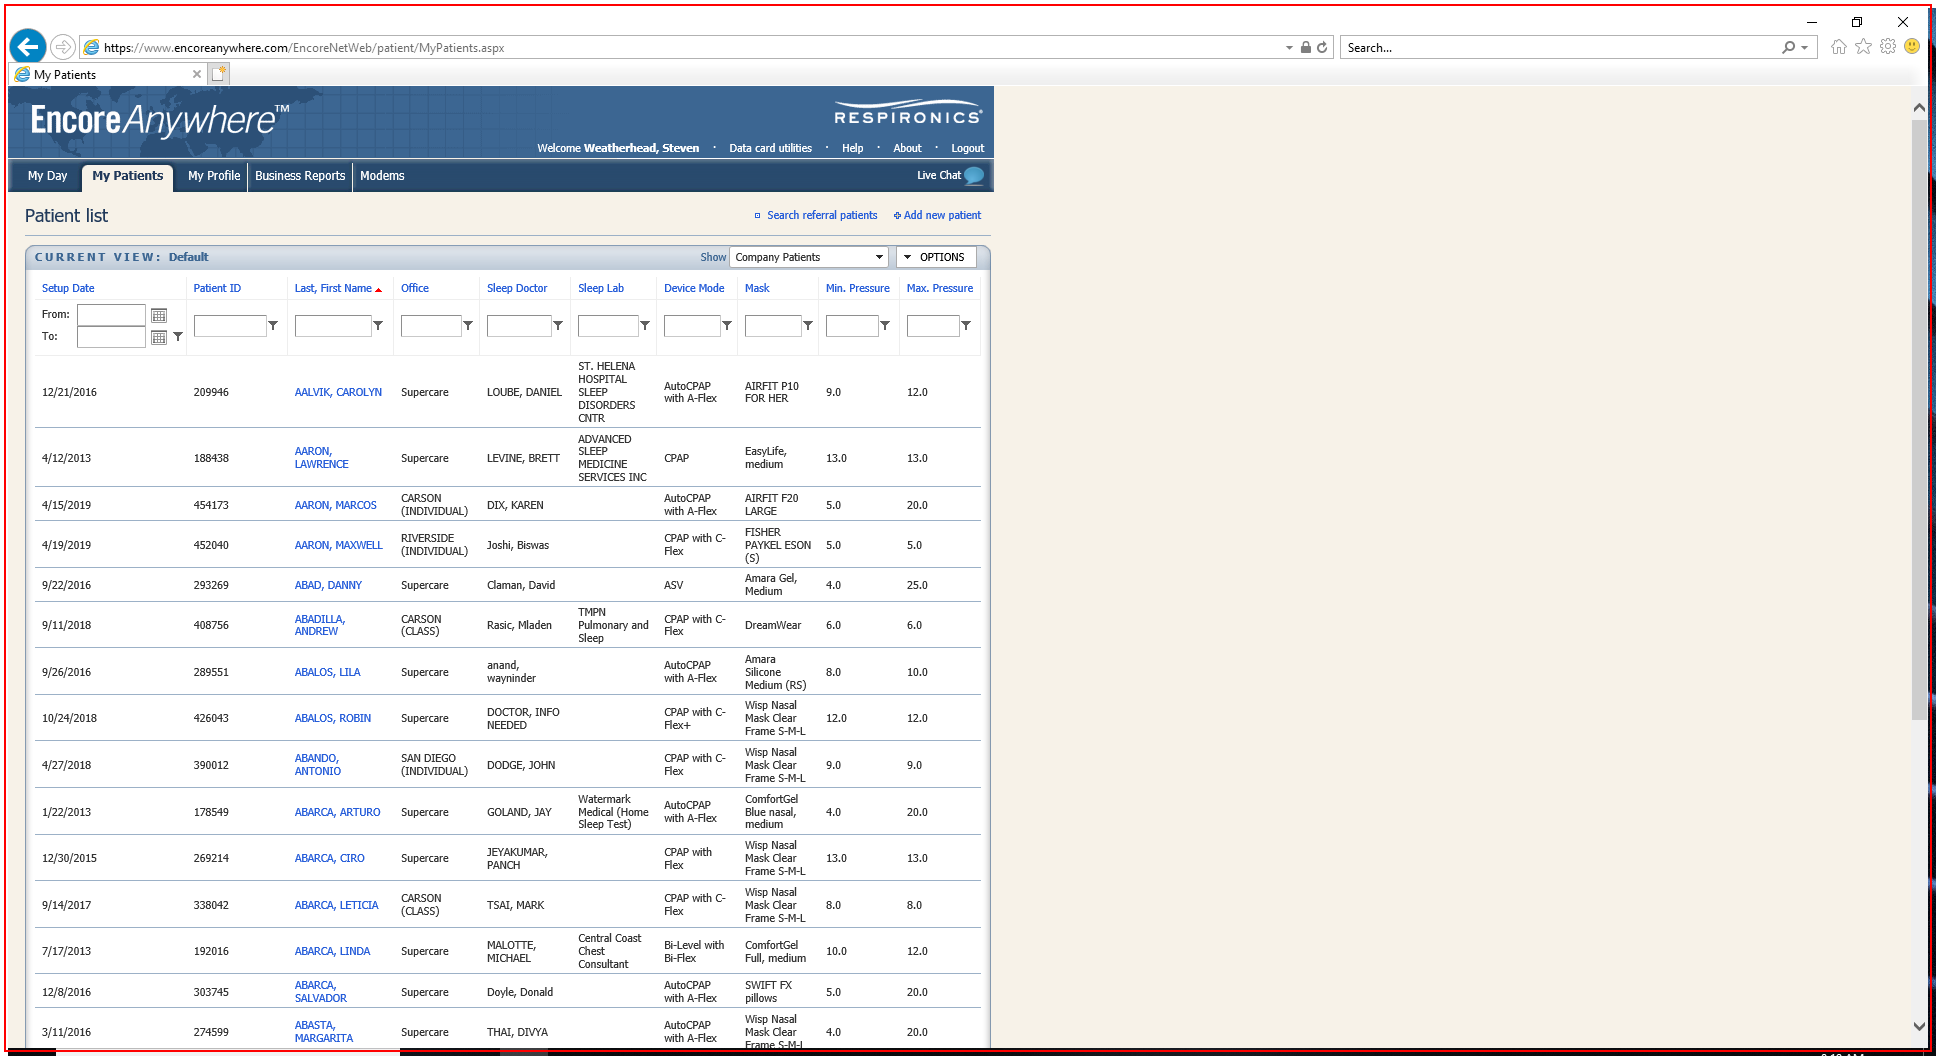 https://www.encoreanywhere.com/EncoreNetWeb/patient/MyPatients.aspx
Search...
My Patients
EncoreAnywhere™
RESPIRONICS
Welcome Weatherhead, Steven · Data card utilities · Help · About · Logout
My Day My Patients My Profile Business Reports Modems Live Chat
Patient list Search referral patients Add new patient
CURRENT VIEW: Default Show Company Patients OPTIONS
Setup Date Patient ID Last, First Name Office Sleep Doctor Sleep Lab Device Mode Mask Min. Pressure Max. Pressure
From:
To:
12/21/2016 209946 AALVIK, CAROLYN Supercare LOUBE, DANIEL ST. HELENA HOSPITAL SLEEP DISORDERS CNTR AutoCPAP with A-Flex AIRFIT P10 FOR HER 9.0 12.0
4/12/2013 188438 AARON, LAWRENCE Supercare LEVINE, BRETT ADVANCED SLEEP MEDICINE SERVICES INC CPAP EasyLife, medium 13.0 13.0
4/15/2019 454173 AARON, MARCOS CARSON (INDIVIDUAL) DIX, KAREN AutoCPAP with A-Flex AIRFIT F20 LARGE 5.0 20.0
4/19/2019 452040 AARON, MAXWELL RIVERSIDE (INDIVIDUAL) Joshi, Biswas CPAP with C-Flex FISHER PAYKEL ESON (S) 5.0 5.0
9/22/2016 293269 ABAD, DANNY Supercare Claman, David ASV Amara Gel, Medium 4.0 25.0
9/11/2018 408756 ABADILLA, ANDREW CARSON (CLASS) Rasic, Mladen TMPN Pulmonary and Sleep CPAP with C-Flex DreamWear 6.0 6.0
9/26/2016 289551 ABALOS, LILA Supercare anand, wayninder AutoCPAP with A-Flex Amara Silicone Medium (RS) 8.0 10.0
10/24/2018 426043 ABALOS, ROBIN Supercare DOCTOR, INFO NEEDED CPAP with C-Flex+ Wisp Nasal Mask Clear Frame S-M-L 12.0 12.0
4/27/2018 390012 ABANDO, ANTONIO SAN DIEGO (INDIVIDUAL) DODGE, JOHN CPAP with C-Flex Wisp Nasal Mask Clear Frame S-M-L 9.0 9.0
1/22/2013 178549 ABARCA, ARTURO Supercare GOLAND, JAY Watermark Medical (Home Sleep Test) AutoCPAP with A-Flex ComfortGel Blue nasal, medium 4.0 20.0
12/30/2015 269214 ABARCA, CIRO Supercare JEYAKUMAR, PANCH CPAP with Flex Wisp Nasal Mask Clear Frame S-M-L 13.0 13.0
9/14/2017 338042 ABARCA, LETICIA CARSON (CLASS) TSAI, MARK CPAP with C-Flex Wisp Nasal Mask Clear Frame S-M-L 8.0 8.0
7/17/2013 192016 ABARCA, LINDA Supercare MALOTTE, MICHAEL Central Coast Chest Consultant Bi-Level with Bi-Flex ComfortGel Full, medium 10.0 12.0
12/8/2016 303745 ABARCA, SALVADOR Supercare Doyle, Donald AutoCPAP with A-Flex SWIFT FX pillows 5.0 20.0
3/11/2016 274599 ABASTA, MARGARITA Supercare THAI, DIVYA AutoCPAP with A-Flex Wisp Nasal Mask Clear Frame S-M-L 4.0 20.0